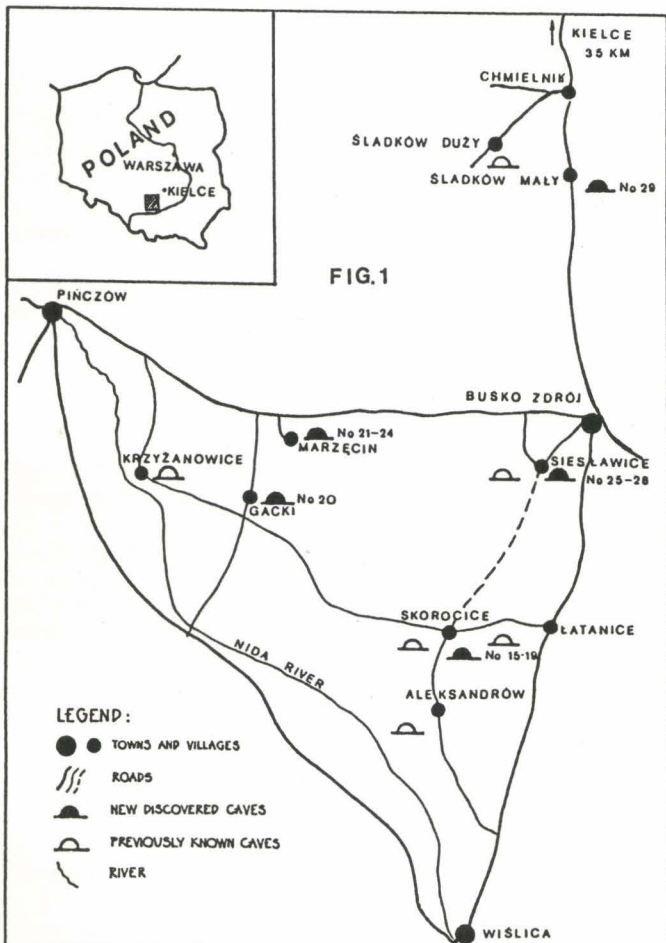 POLAND
WARSZAWA
KIELCE
KIELCE
35 KM
CHMIELNIK
ŚLADKÓW DUŻY
ŚLADKÓW MAŁY
No 29
FIG.1
PIŃCZÓW
BUSKO ZDRÓJ
No 21-24
MARZĘCIN
KRZYŻANOWICE
SIESŁAWICE
No 25-28
No 20
GACKI
SKOROCICE
ŁATANICE
No 15-19
NIDA RIVER
ALEKSANDRÓW
LEGEND:
TOWNS AND VILLAGES
ROADS
NEW DISCOVERED CAVES
PREVIOUSLY KNOWN CAVES
RIVER
WIŚLICA